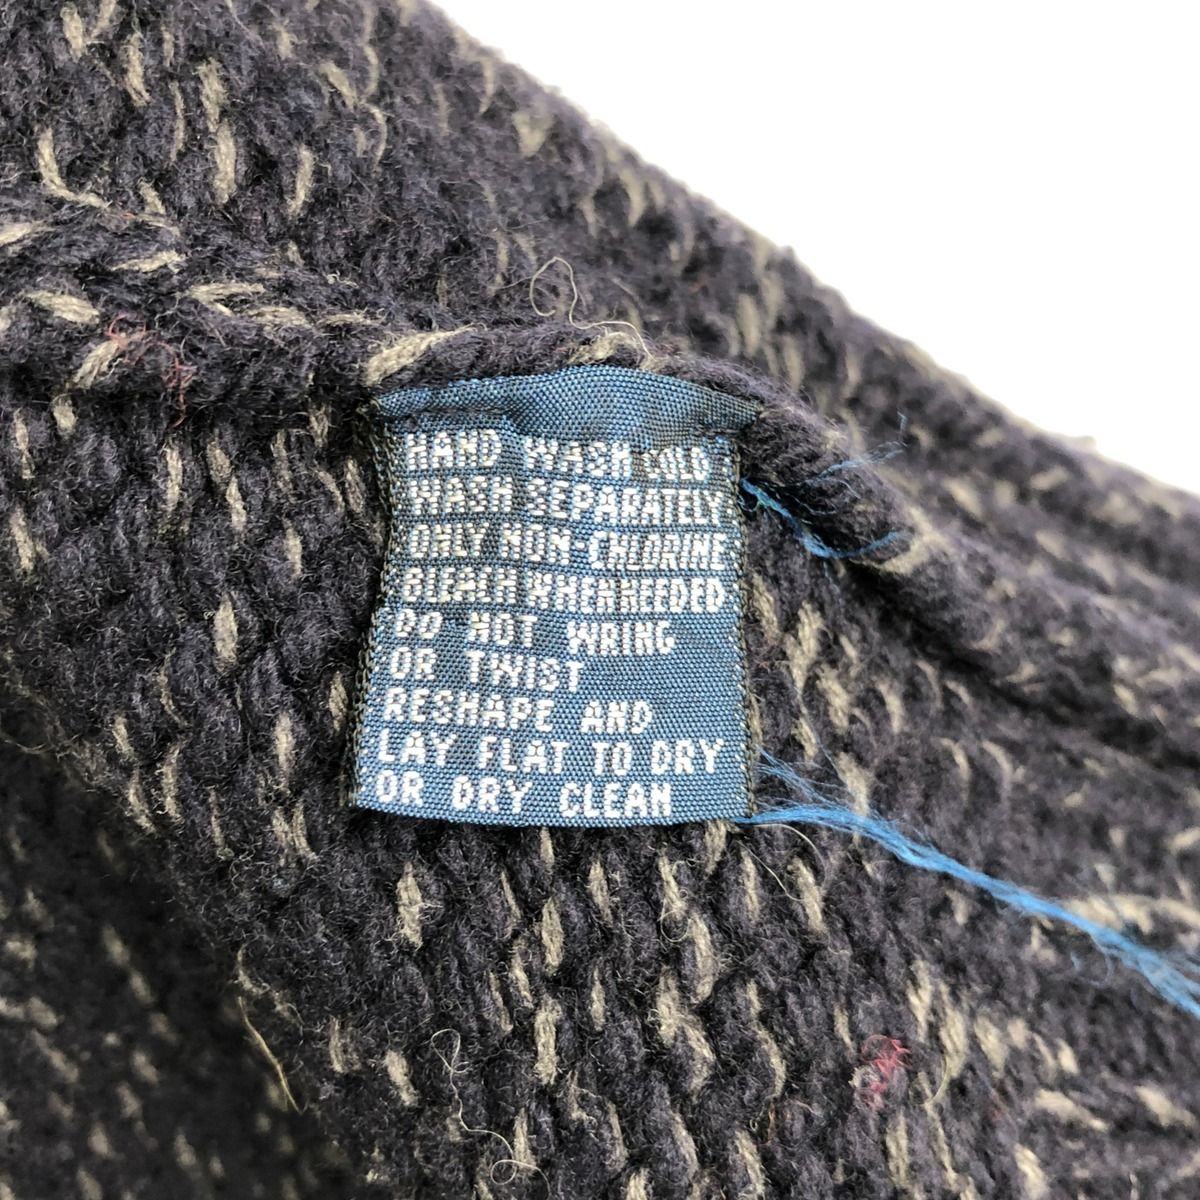 HAND WASH COLD
WASH SEPARATELY
ONLY NON-CHLORINE
BLEACH WHEN NEEDED
DO NOT WRING
OR TWIST
RESHAPE AND
LAY FLAT TO DRY
OR DRY CLEAN